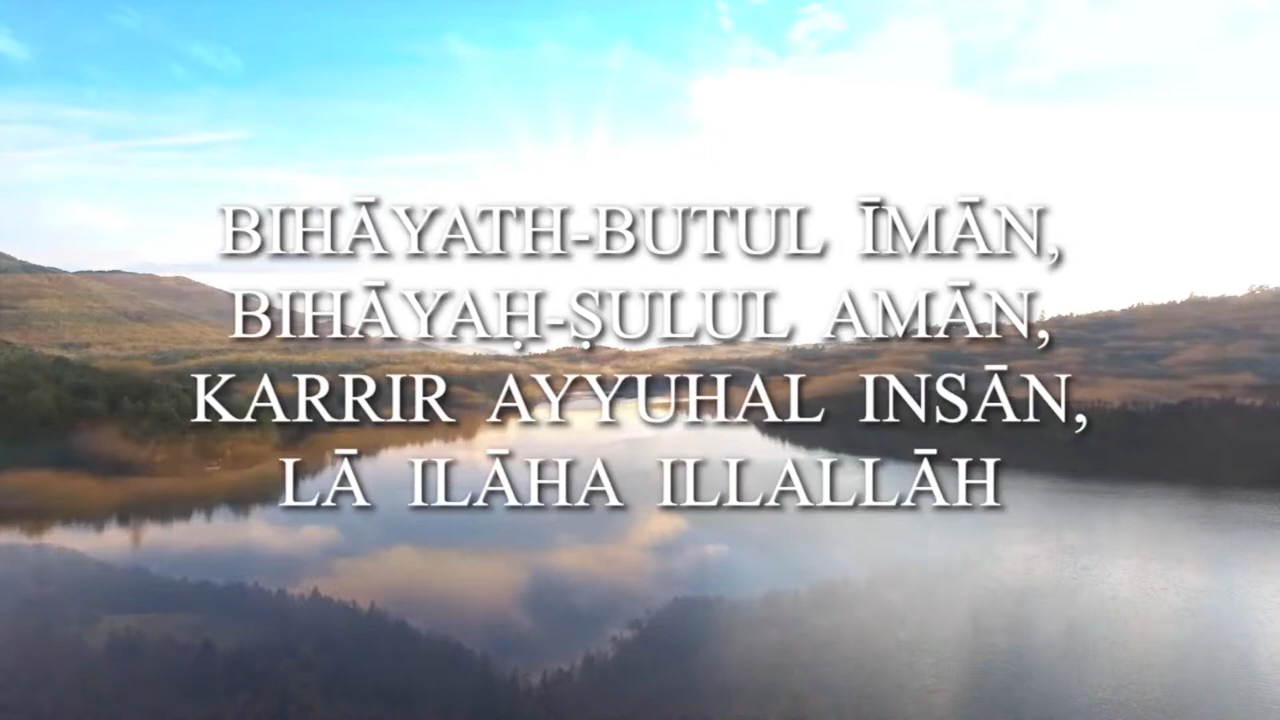 BIHĀYATH-BUTUL ĪMĀN,
BIHĀYAḤ-ṢULUL AMĀN,
KARRIR AYYUHAL INSĀN,
LĀ ILĀHA ILLALLĀH